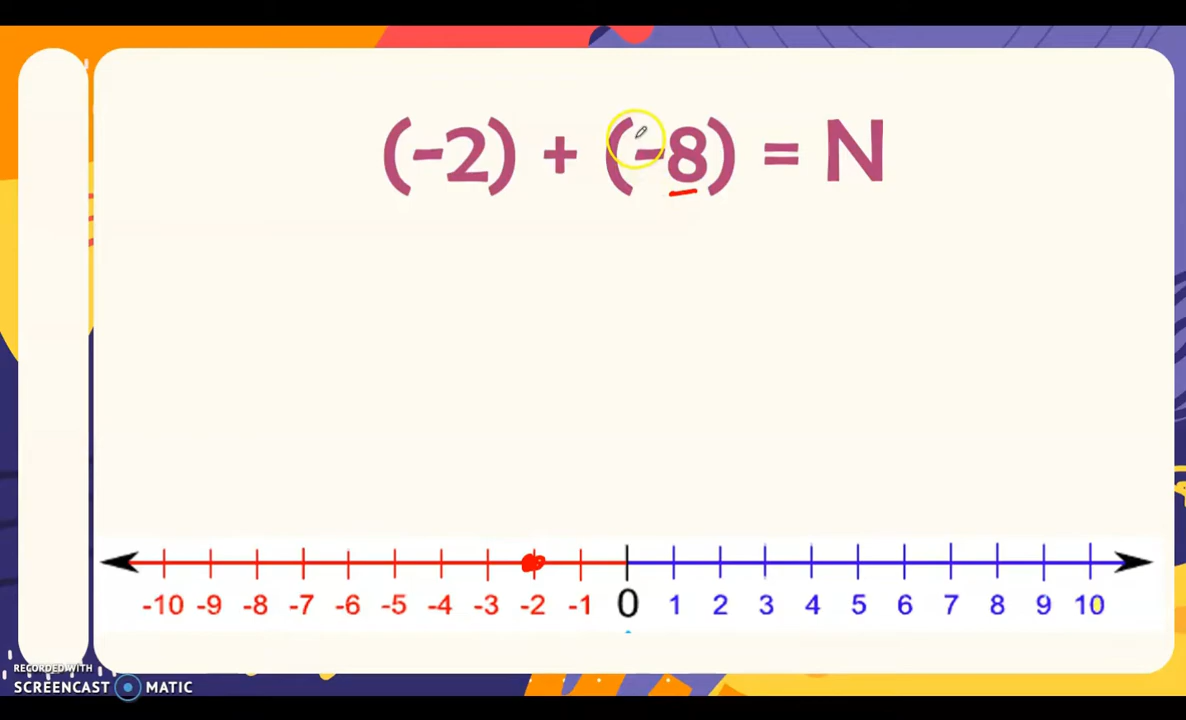 (-2) + (-8) = N
-10 -9 -8 -7 -6 -5 -4 -3 -2 -1 0 1 2 3 4 5 6 7 8 9 10
RECORDED WITH
SCREENCAST MATIC